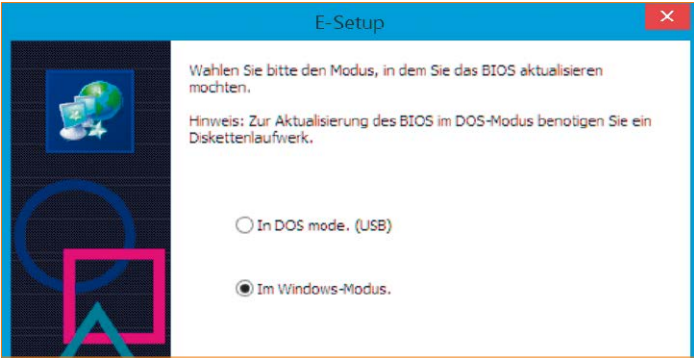 E-Setup
Wahlen Sie bitte den Modus, in dem Sie das BIOS aktualisieren
mochten.
Hinweis: Zur Aktualisierung des BIOS im DOS-Modus benotigen Sie ein
Diskettenlaufwerk.
In DOS mode. (USB)
Im Windows-Modus.